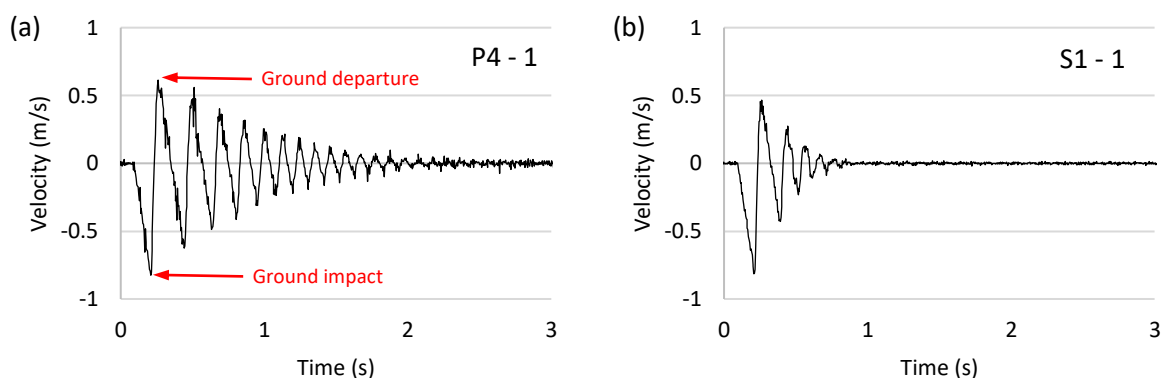 (a)
P4 - 1
Velocity (m/s)
1
0.5
0
-0.5
-1
Ground departure
Ground impact
0 1 2 3
Time (s)
(b)
S1 - 1
Velocity (m/s)
1
0.5
0
-0.5
-1
0 1 2 3
Time (s)